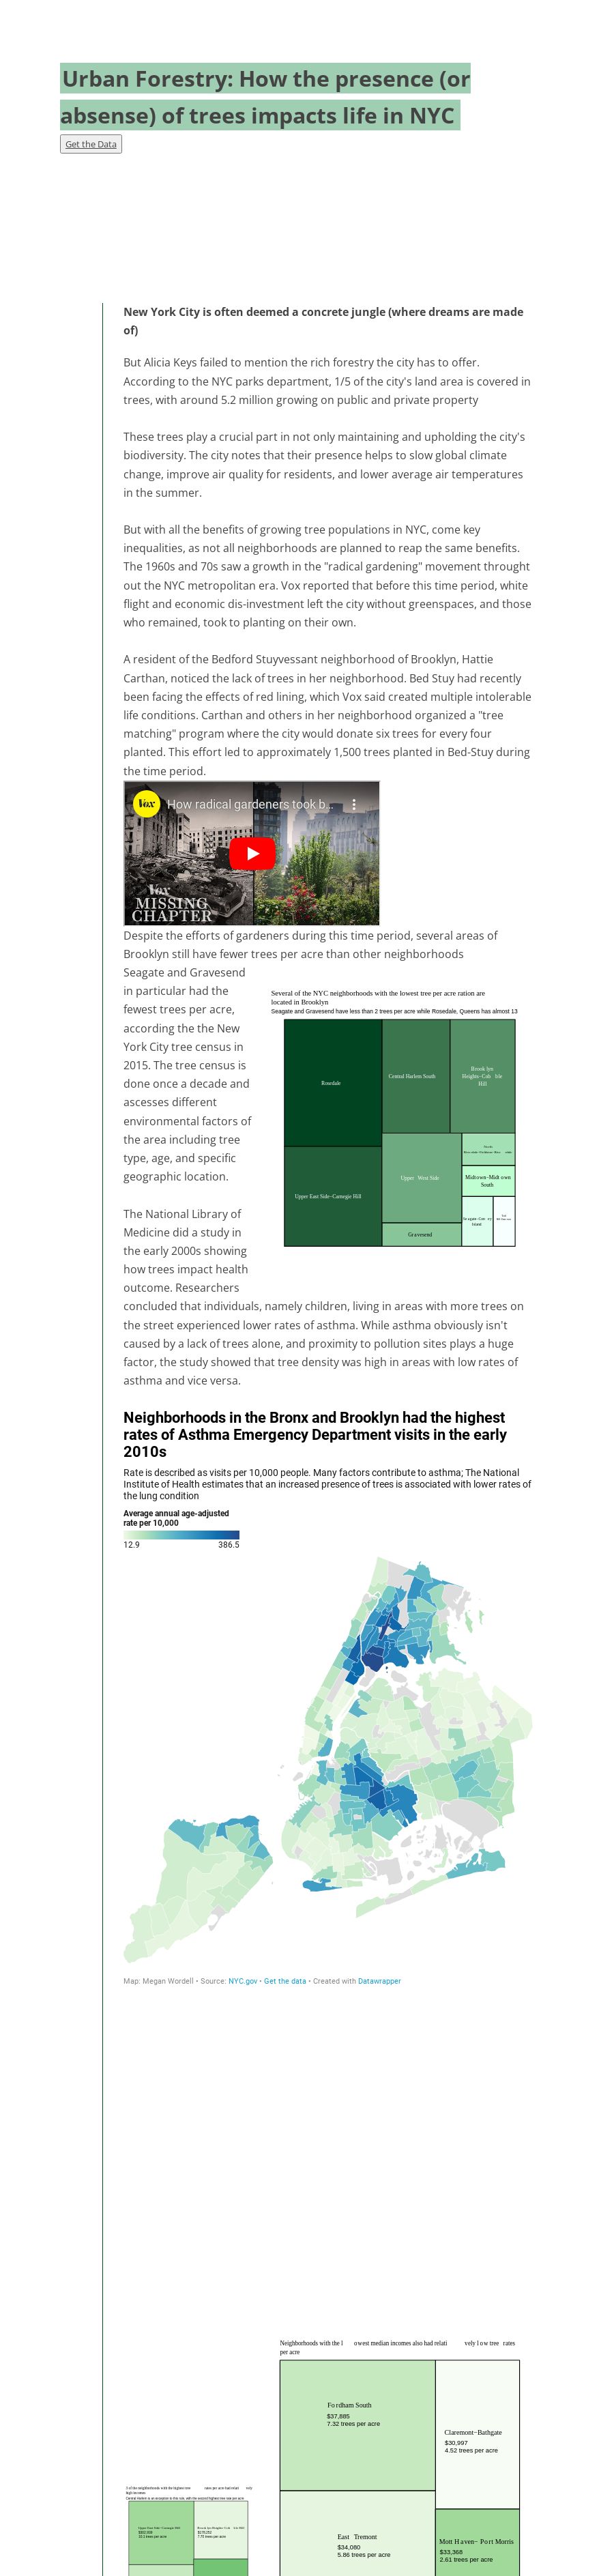 Urban Forestry: How the presence (or
absense) of trees impacts life in NYC
Get the Data
New York City is often deemed a concrete jungle (where dreams are made
of)
But Alicia Keys failed to mention the rich forestry the city has to offer.
According to the NYC parks department, 1/5 of the city's land area is covered in
trees, with around 5.2 million growing on public and private property
These trees play a crucial part in not only maintaining and upholding the city's
biodiversity. The city notes that their presence helps to slow global climate
change, improve air quality for residents, and lower average air temperatures
in the summer.
But with all the benefits of growing tree populations in NYC, come key
inequalities, as not all neighborhoods are planned to reap the same benefits.
The 1960s and 70s saw a growth in the "radical gardening" movement throught
out the NYC metropolitan era. Vox reported that before this time period, white
flight and economic dis-investment left the city without greenspaces, and those
who remained, took to planting on their own.
A resident of the Bedford Stuyvessant neighborhood of Brooklyn, Hattie
Carthan, noticed the lack of trees in her neighborhood. Bed Stuy had recently
been facing the effects of red lining, which Vox said created multiple intolerable
life conditions. Carthan and others in her neighborhood organized a "tree
matching" program where the city would donate six trees for every four
planted. This effort led to approximately 1,500 trees planted in Bed-Stuy during
the time period.
Vox
How radical gardeners took b...
Vox
MISSING
CHAPTER
Despite the efforts of gardeners during this time period, several areas of
Brooklyn still have fewer trees per acre than other neighborhoods
Seagate and Gravesend
in particular had the
fewest trees per acre,
according the the New
York City tree census in
2015. The tree census is
done once a decade and
ascesses different
environmental factors of
the area including tree
type, age, and specific
geographic location.
Several of the NYC neighborhoods with the lowest tree per acre ration are
located in Brooklyn
Seagate and Gravesend have less than 2 trees per acre while Rosedale, Queens has almost 13
Rosedale
Central Harlem South
Brook lyn
Heights−Cob ble
Hill
Upper East Side−Carnegie Hill
Upper West Side
Midtown−Midt own
South
Gravesend
The National Library of
Medicine did a study in
the early 2000s showing
how trees impact health
outcome. Researchers
concluded that individuals, namely children, living in areas with more trees on
the street experienced lower rates of asthma. While asthma obviously isn't
caused by a lack of trees alone, and proximity to pollution sites plays a huge
factor, the study showed that tree density was high in areas with low rates of
asthma and vice versa.
Neighborhoods in the Bronx and Brooklyn had the highest
rates of Asthma Emergency Department visits in the early
2010s
Rate is described as visits per 10,000 people. Many factors contribute to asthma; The National
Institute of Health estimates that an increased presence of trees is associated with lower rates of
the lung condition
Average annual age-adjusted
rate per 10,000
12.9 386.5
Map: Megan Wordell • Source: NYC.gov • Get the data • Created with Datawrapper
Neighborhoods with the l owest median incomes also had relati vely l ow tree rates
per acre
Fordham South
$37,885
7.32 trees per acre
Claremont−Bathgate
$30,997
4.52 trees per acre
East Tremont
$34,080
5.86 trees per acre
Mott Haven− Port Morris
$33,368
2.61 trees per acre